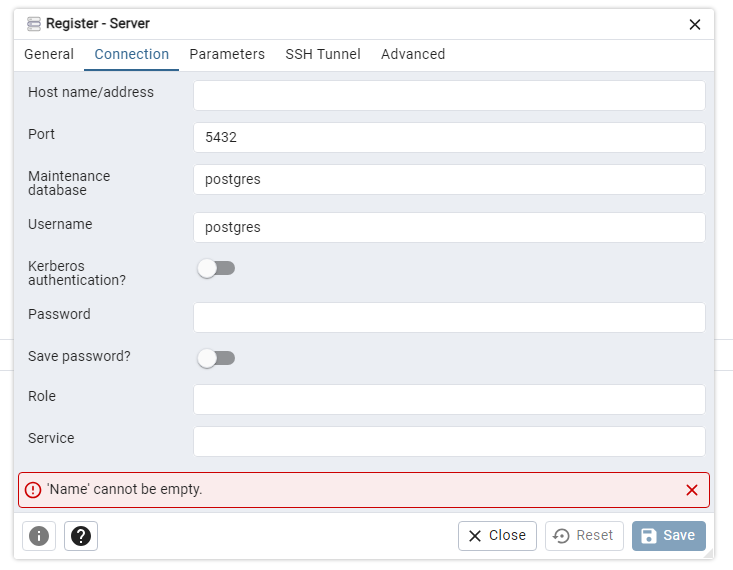 Register - Server
General Connection Parameters SSH Tunnel Advanced
Host name/address
Port 5432
Maintenance
database postgres
Username postgres
Kerberos
authentication?
Password
Save password?
Role
Service
'Name' cannot be empty.
Close Reset Save